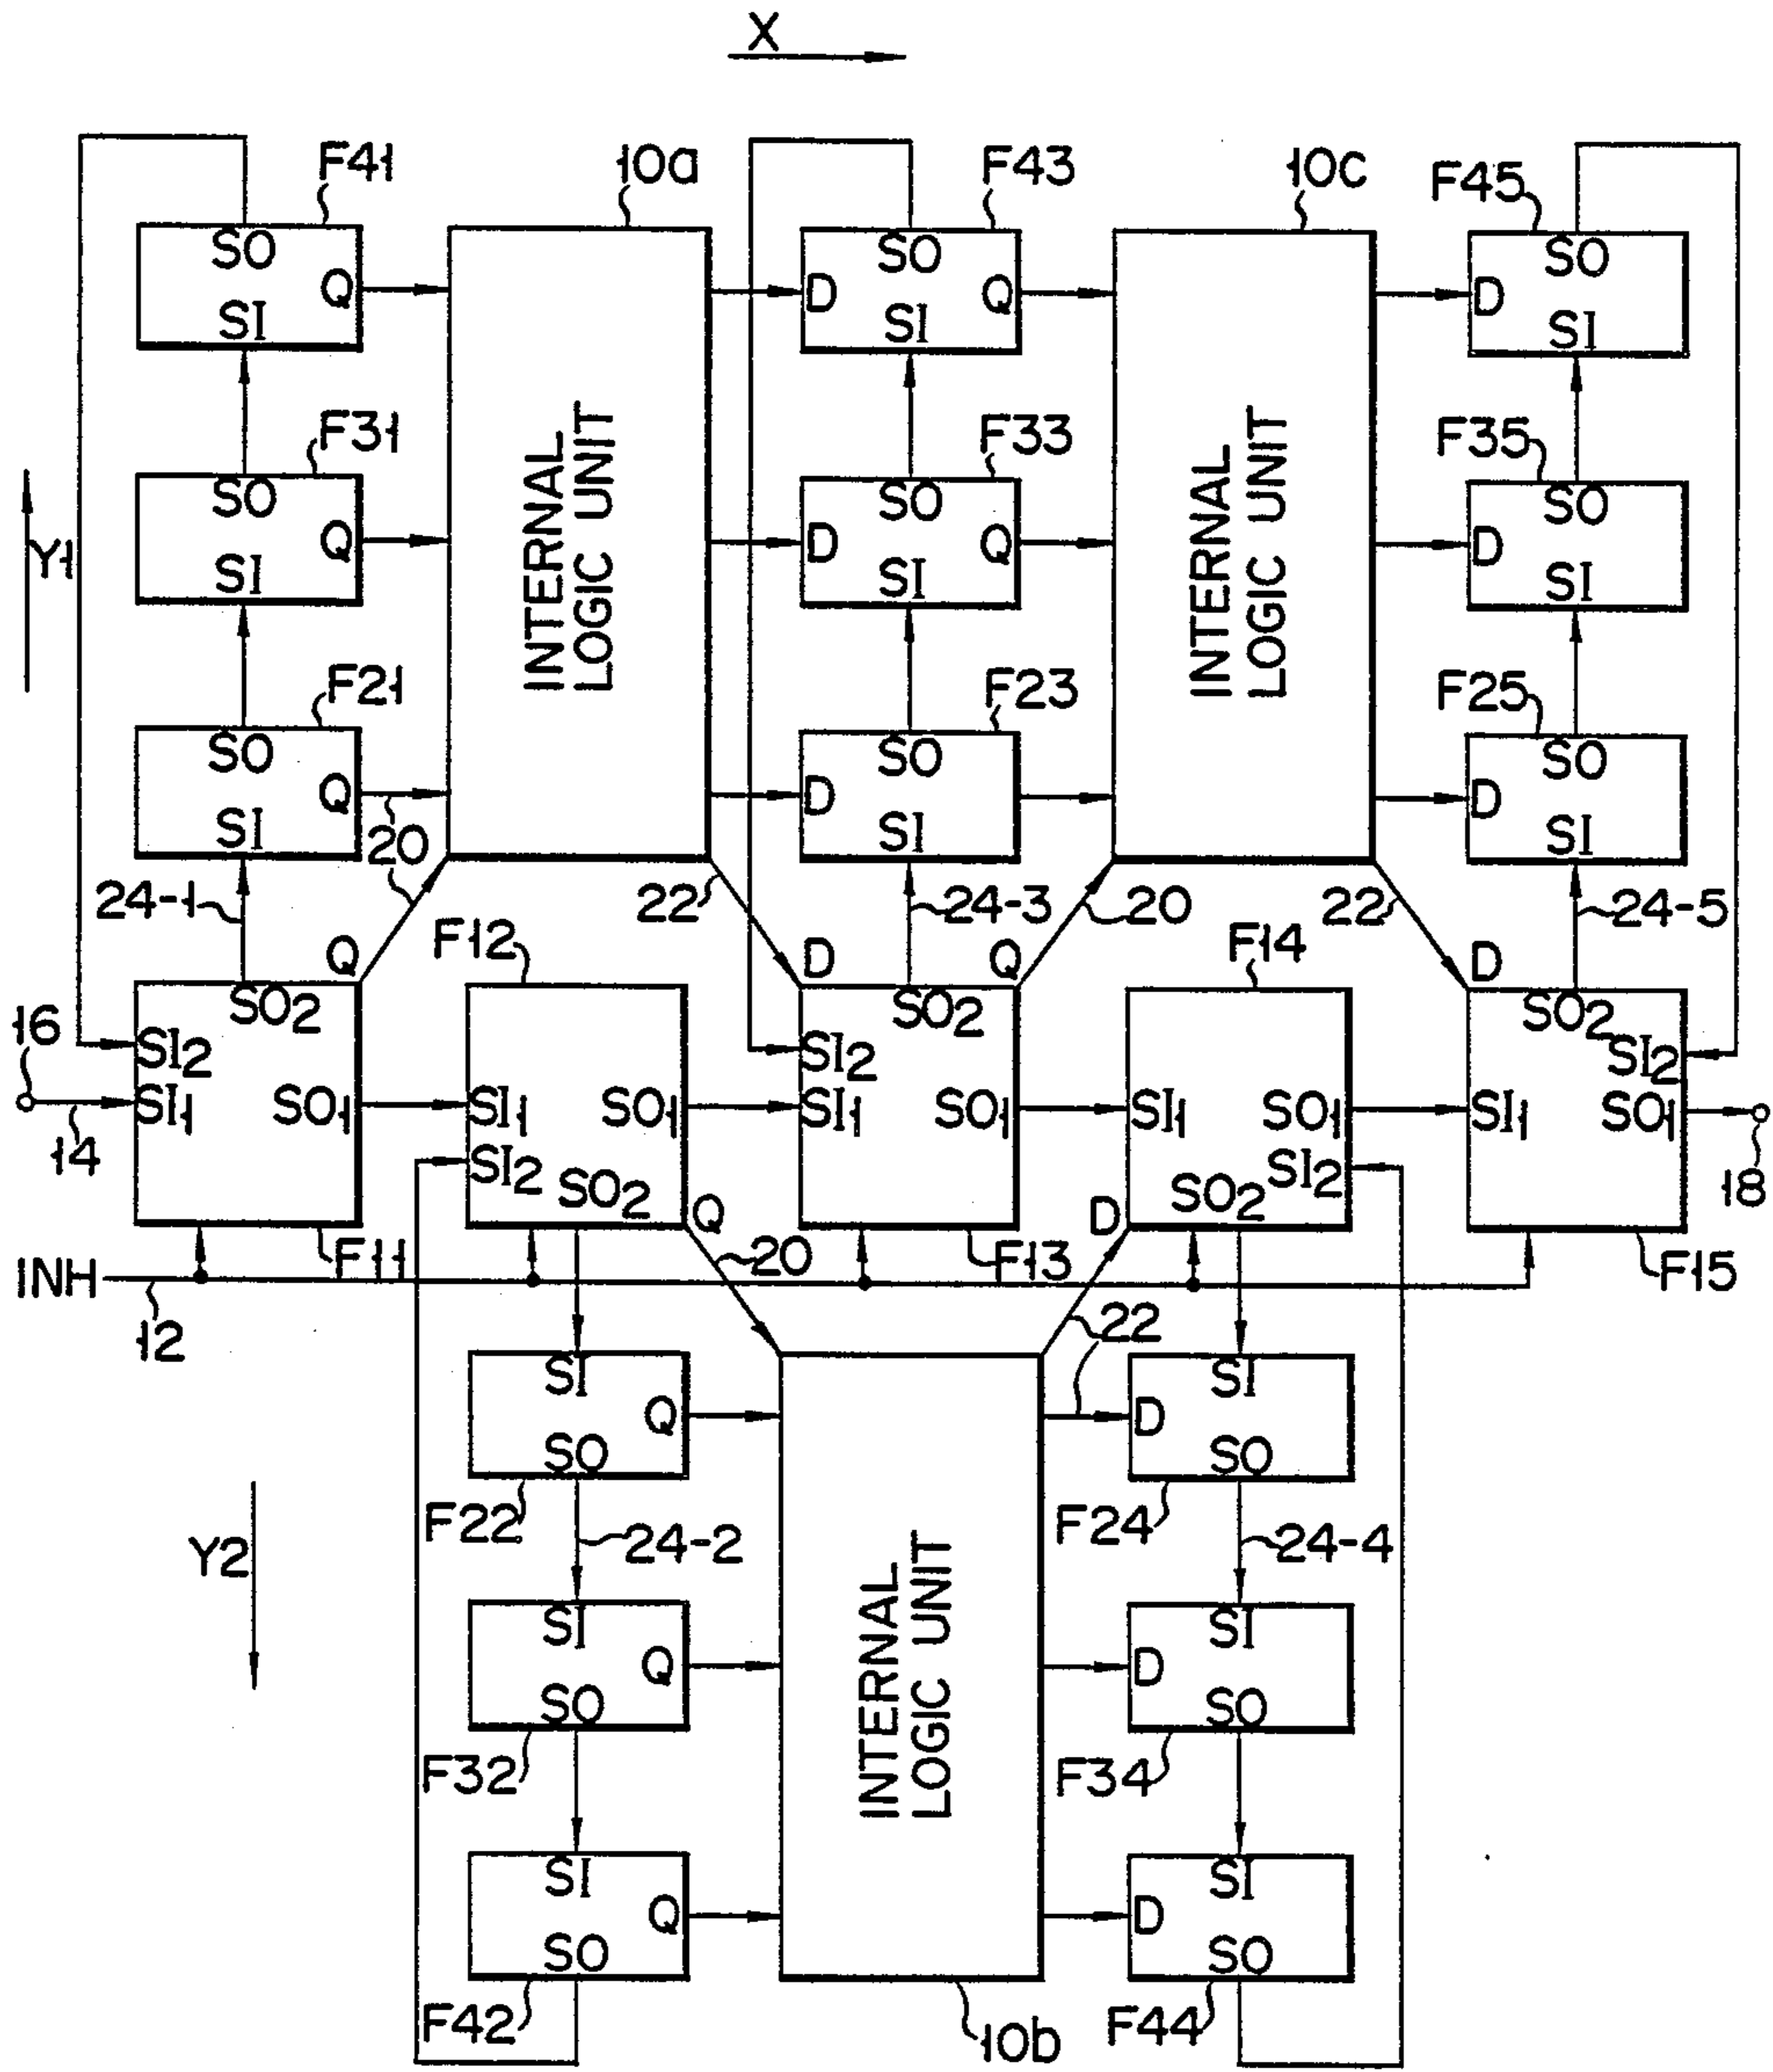 X
F41
10a
F43
10c
F45
SO
Q
SI
SO
D
Q
SI
SO
D
SI
Y1
F31
F33
F35
SO
Q
SI
SO
D
Q
SI
SO
D
SI
INTERNAL
LOGIC UNIT
INTERNAL
LOGIC UNIT
F21
F23
F25
SO
Q
SI
SO
D
SI
SO
D
SI
20
24-1
20
22
24-3
20
22
24-5
Q
F12
D
Q
F14
D
16
SO2
SI2
SI1
SO1
14
SI1
SO1
SI2
SO2
SO2
SI2
SI1
SO1
SI1
SO1
SI2
SO2
SO2
SI2
SI1
SO1
18
Q
D
INH
F11
20
F13
F15
12
22
SI
Q
SO
SI
D
SO
F22
24-2
F24
24-4
Y2
SI
Q
SO
SI
D
SO
F32
F34
INTERNAL
LOGIC UNIT
SI
Q
SO
SI
D
SO
F42
10b
F44